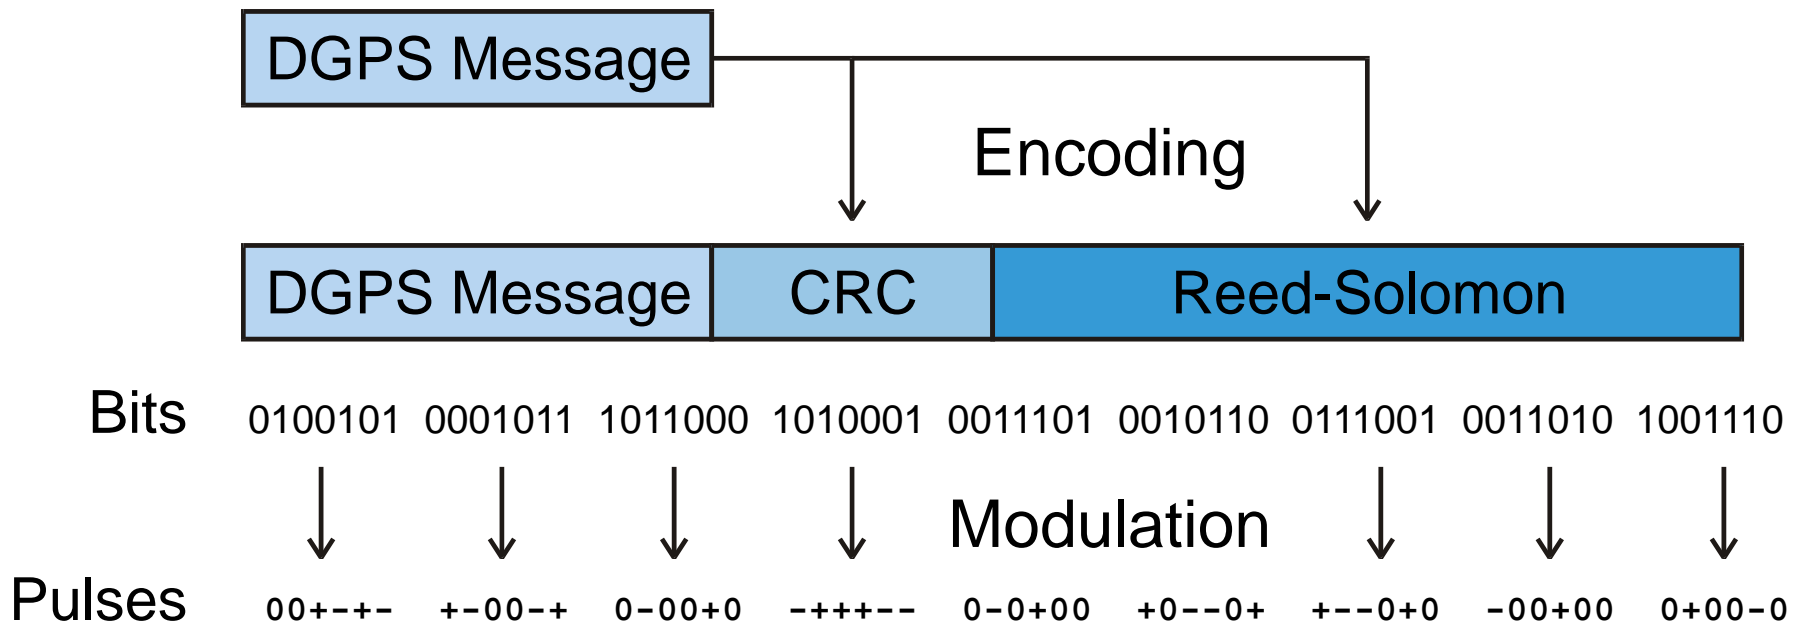 DGPS Message
Encoding
DGPS Message CRC Reed-Solomon
Bits 0100101 0001011 1011000 1010001 0011101 0010110 0111001 0011010 1001110
Modulation
Pulses 00+-+- +-00-+ 0-00+0 -+++-- 0-0+00 +0--0+ +--0+0 -00+00 0+00-0